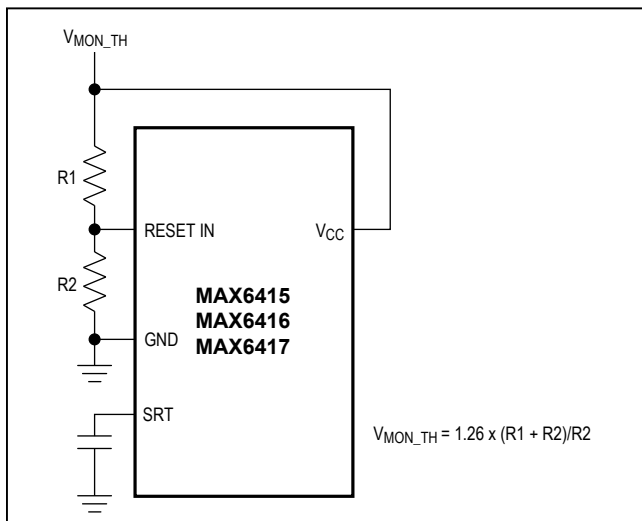 VMON_TH
R1
RESET IN
VCC
R2
MAX6415
MAX6416
MAX6417
GND
SRT
VMON_TH = 1.26 x (R1 + R2)/R2